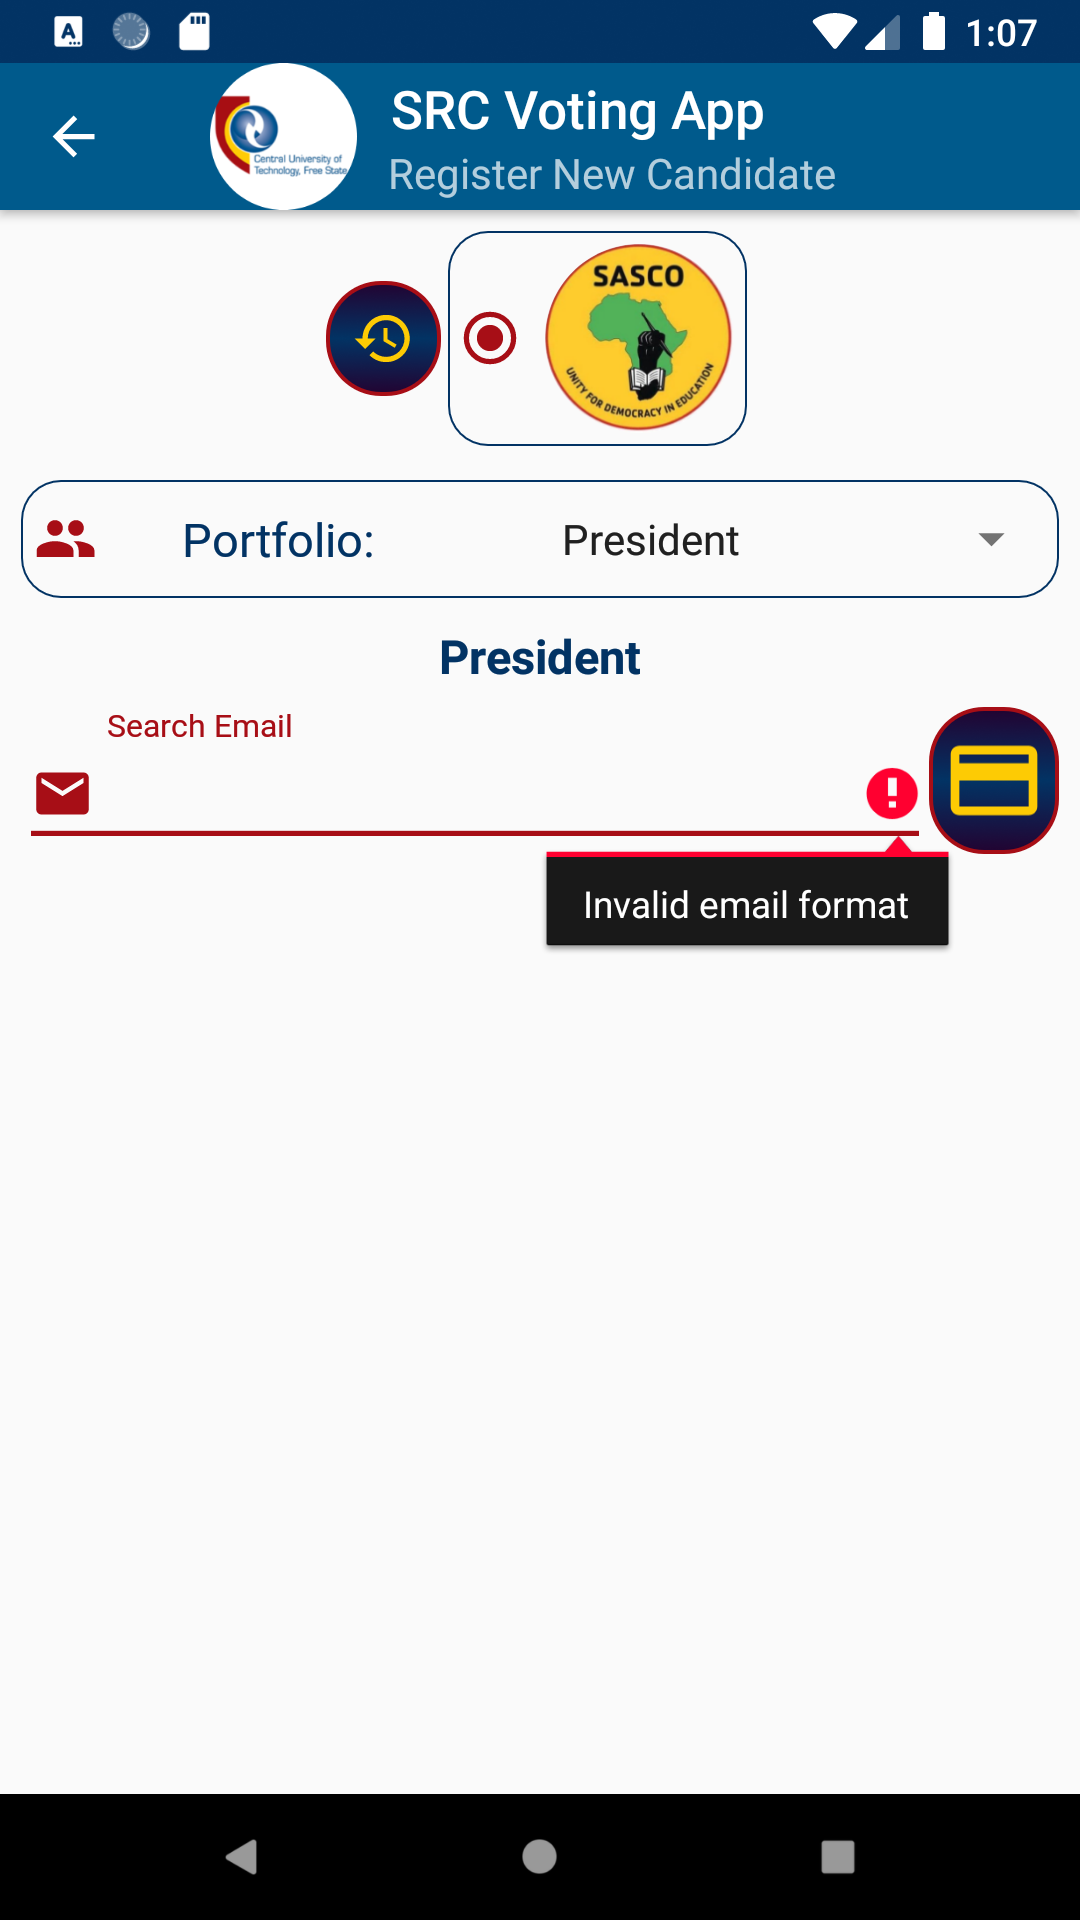 A
1:07
SRC Voting App
Register New Candidate
Central University of
Technology, Free State
SASCO
UNITY FOR DEMOCRACY IN EDUCATION
Portfolio:
President
President
Search Email
Invalid email format